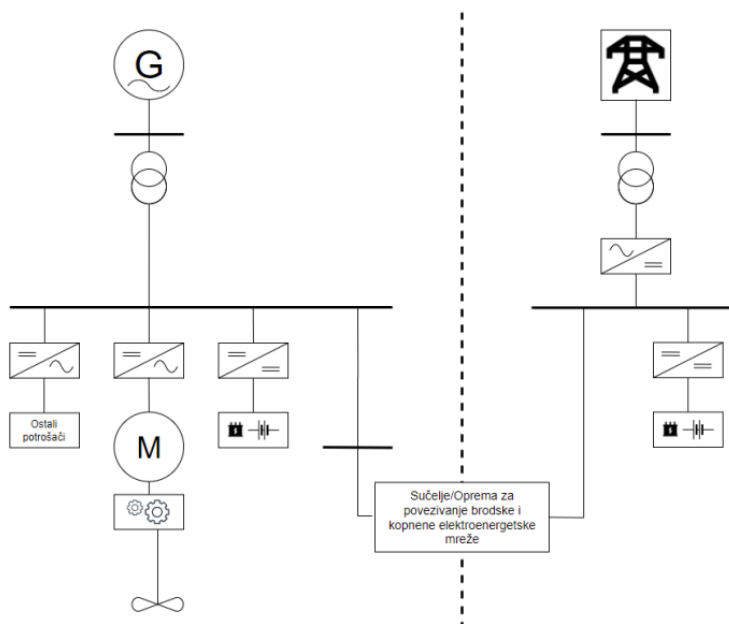 G
Ostali
potrošači
M
Sučelje/Oprema za
povezivanje brodske i
kopnene elektroenergetske
mreže